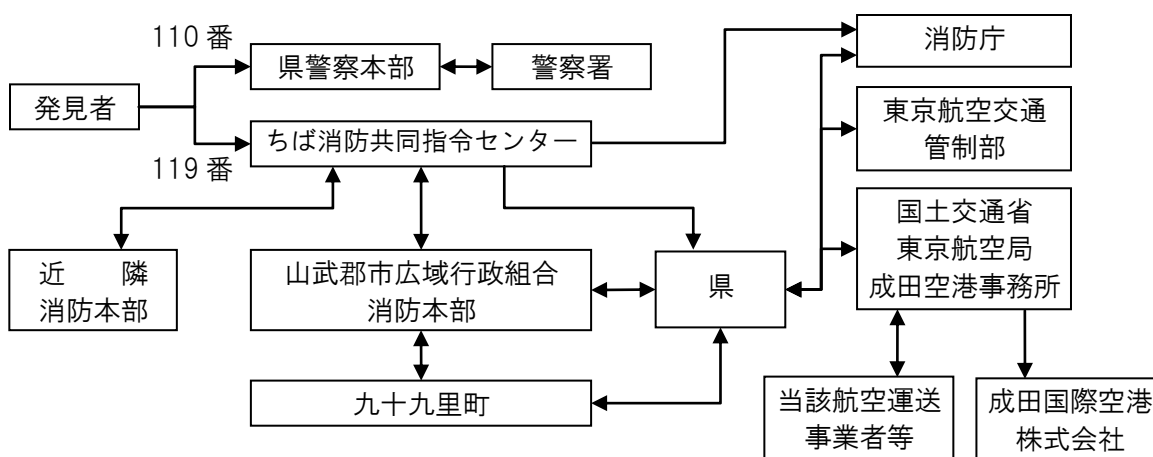 110 番
県警察本部
警察署
消防庁
発見者
ちば消防共同指令センター
119 番
東京航空交通
管制部
近　　隣
消防本部
山武郡市広域行政組合
消防本部
県
国土交通省
東京航空局
成田空港事務所
九十九里町
当該航空運送
事業者等
成田国際空港
株式会社